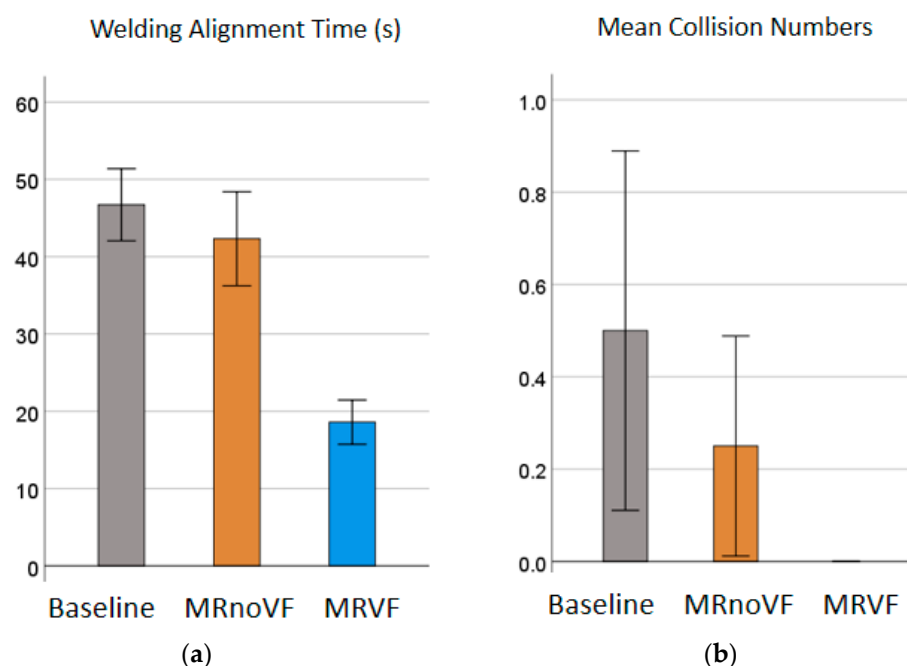 Welding Alignment Time (s)
60
50
40
30
20
10
0
Baseline MRnoVF MRVF
(a)
Mean Collision Numbers
1.0
0.8
0.6
0.4
0.2
0.0
Baseline MRnoVF MRVF
(b)